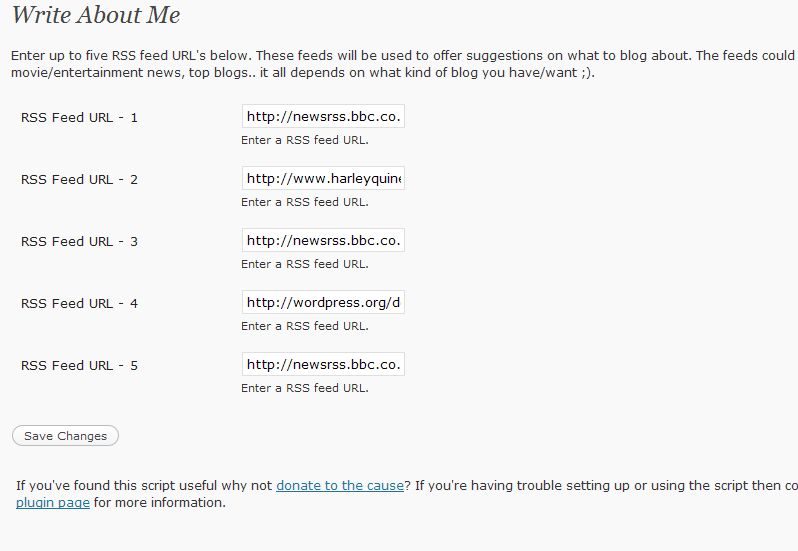 Write About Me
Enter up to five RSS feed URL's below. These feeds will be used to offer suggestions on what to blog about. The feeds could
movie/entertainment news, top blogs.. it all depends on what kind of blog you have/want ;).
RSS Feed URL - 1
http://newsrss.bbc.co.
Enter a RSS feed URL.
RSS Feed URL - 2
http://www.harleyquine
Enter a RSS feed URL.
RSS Feed URL - 3
http://newsrss.bbc.co.
Enter a RSS feed URL.
RSS Feed URL - 4
http://wordpress.org/d
Enter a RSS feed URL.
RSS Feed URL - 5
http://newsrss.bbc.co.
Enter a RSS feed URL.
Save Changes
If you've found this script useful why not donate to the cause? If you're having trouble setting up or using the script then co
plugin page for more information.